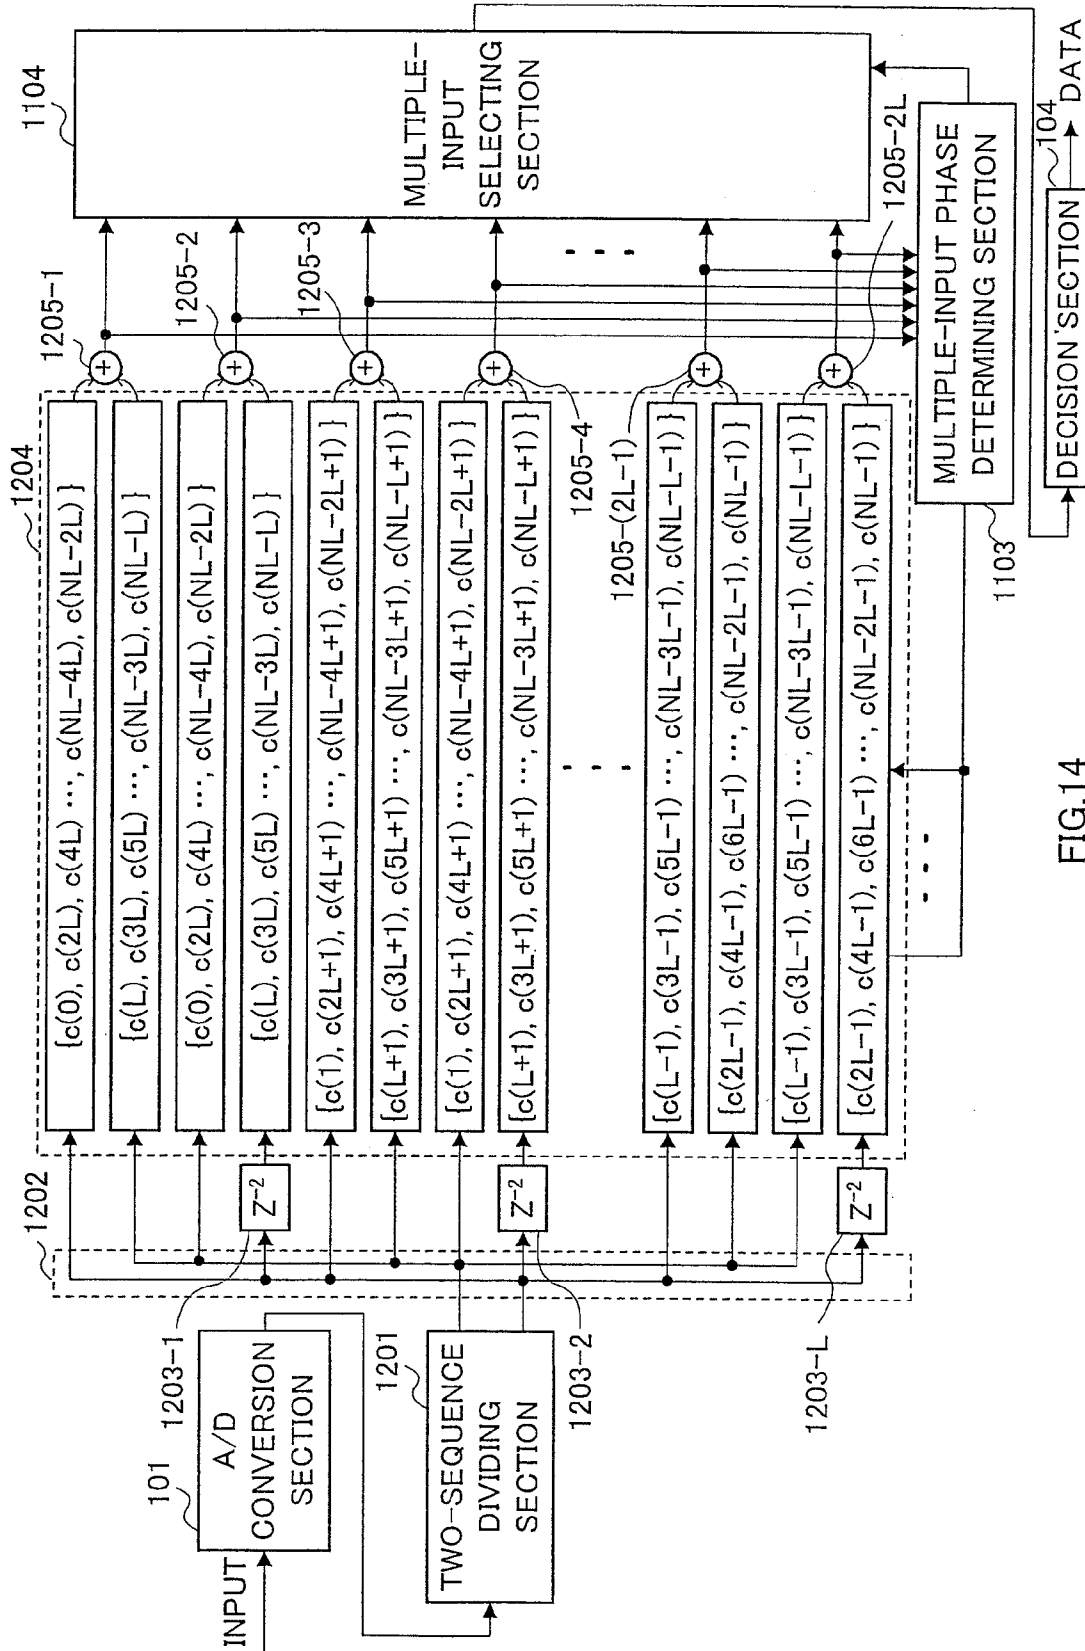 INPUT
101
A/D
CONVERSION
SECTION
1201
TWO-SEQUENCE
DIVIDING
SECTION
1202
1203-1
Z⁻²
1203-2
Z⁻²
1203-L
Z⁻²
1204
{c(0), c(2L), c(4L) ⋯, c(NL-4L), c(NL-2L) }
{c(L), c(3L), c(5L) ⋯, c(NL-3L), c(NL-L) }
{c(0), c(2L), c(4L) ⋯, c(NL-4L), c(NL-2L) }
{c(L), c(3L), c(5L) ⋯, c(NL-3L), c(NL-L) }
{c(1), c(2L+1), c(4L+1) ⋯, c(NL-4L+1), c(NL-2L+1) }
{c(L+1), c(3L+1), c(5L+1) ⋯, c(NL-3L+1), c(NL-L+1) }
{c(1), c(2L+1), c(4L+1) ⋯, c(NL-4L+1), c(NL-2L+1) }
{c(L+1), c(3L+1), c(5L+1) ⋯, c(NL-3L+1), c(NL-L+1) }
{c(L-1), c(3L-1), c(5L-1) ⋯, c(NL-3L-1), c(NL-L-1) }
{c(2L-1), c(4L-1), c(6L-1) ⋯, c(NL-2L-1), c(NL-1) }
{c(L-1), c(3L-1), c(5L-1) ⋯, c(NL-3L-1), c(NL-L-1) }
{c(2L-1), c(4L-1), c(6L-1) ⋯, c(NL-2L-1), c(NL-1) }
1205-1
+
1205-2
+
1205-3
+
1205-4
+
1205-(2L-1)
+
1205-2L
+
1104
MULTIPLE-
INPUT
SELECTING
SECTION
1103
MULTIPLE-INPUT PHASE
DETERMINING SECTION
104
DECISION SECTION
DATA
FIG.14